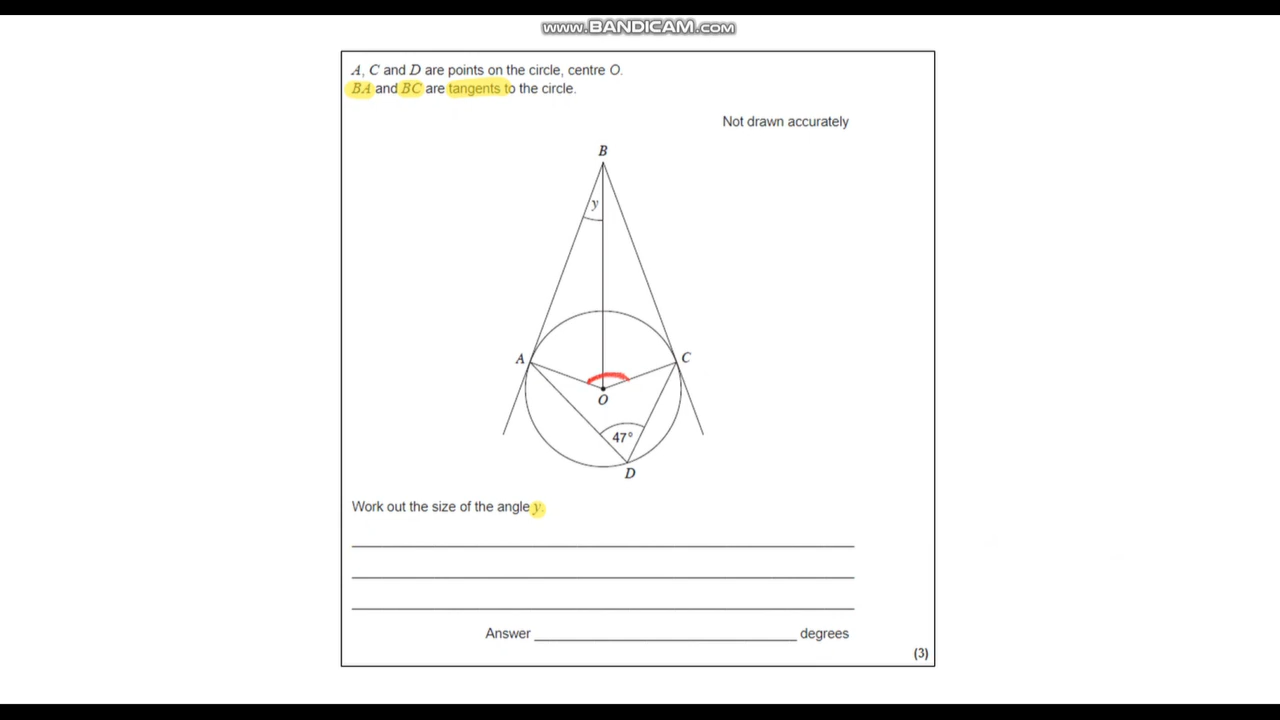 www.BANDICAM.com
A, C and D are points on the circle, centre O.
BA and BC are tangents to the circle.
Not drawn accurately
B
y
A
C
O
47°
D
Work out the size of the angle y.
Answer ____ degrees
(3)